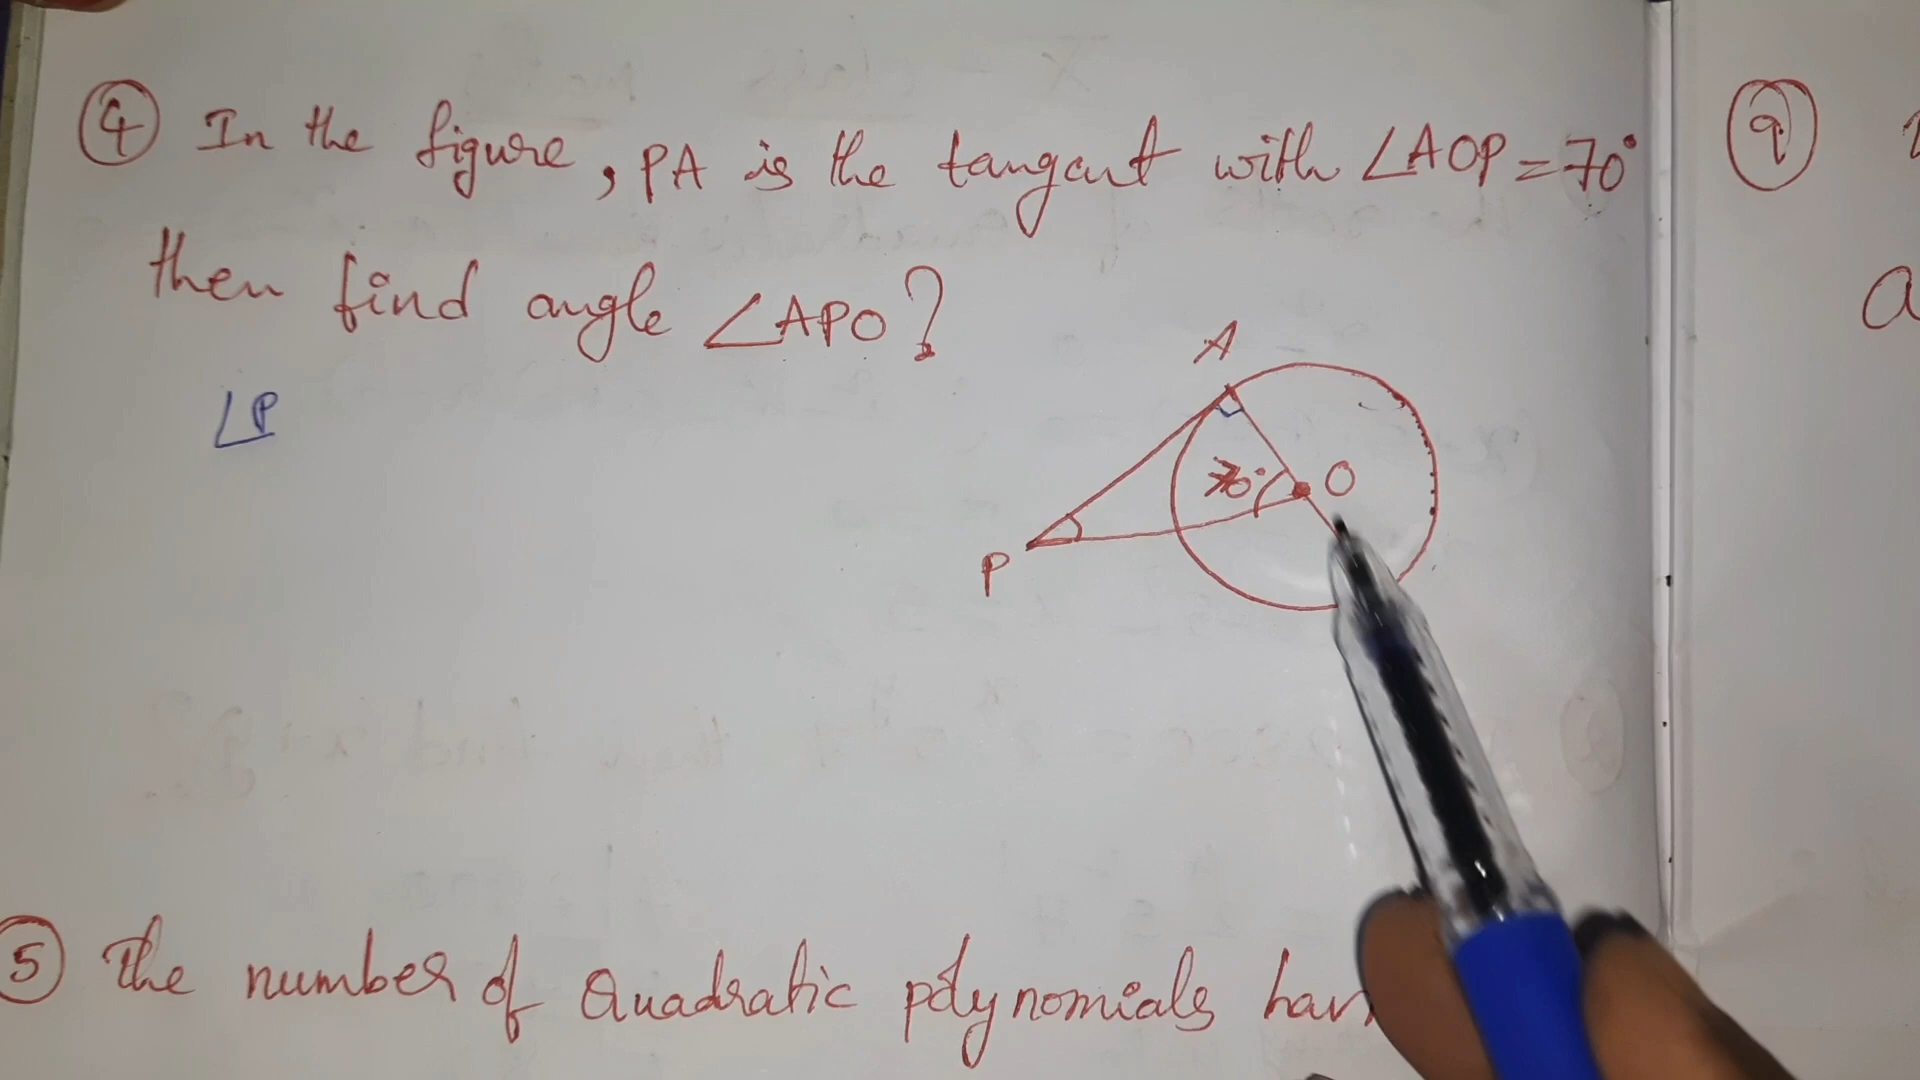 ④ In the figure, PA is the tangent with ∠AOP = 70°
then find angle ∠APO?
∠P
A
70°
O
P
⑤ The number of Quadratic polynomials hav
⑨
a